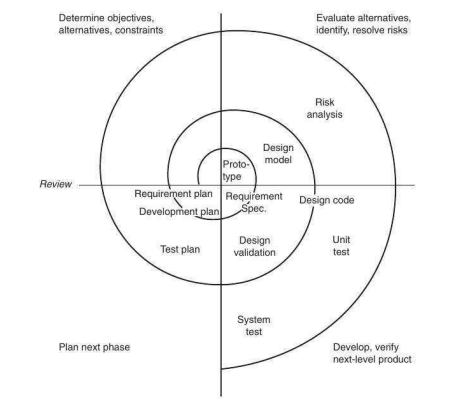 Determine objectives,
alternatives, constraints
Evaluate alternatives,
identify, resolve risks
Risk
analysis
Design
model
Proto-
type
Review
Requirement plan
Requirement
Spec.
Development plan
Design code
Test plan
Design
validation
Unit
test
System
test
Plan next phase
Develop, verify
next-level product